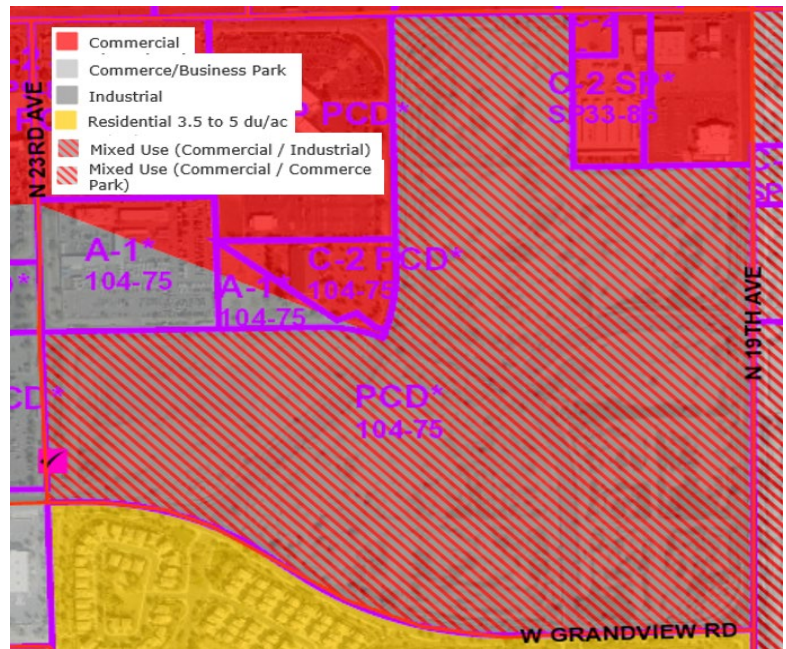 Commercial
Commerce/Business Park
Industrial
Residential 3.5 to 5 du/ac
Mixed Use (Commercial / Industrial)
Mixed Use (Commercial / Commerce
Park)
N 23RD AVE
PCD*
C-2 SP*
SP33-85
A-1*
104-75
C-2 PCD*
104-75
A-1*
104-75
N 19TH AVE
PCD*
104-75
CD*
W GRANDVIEW RD